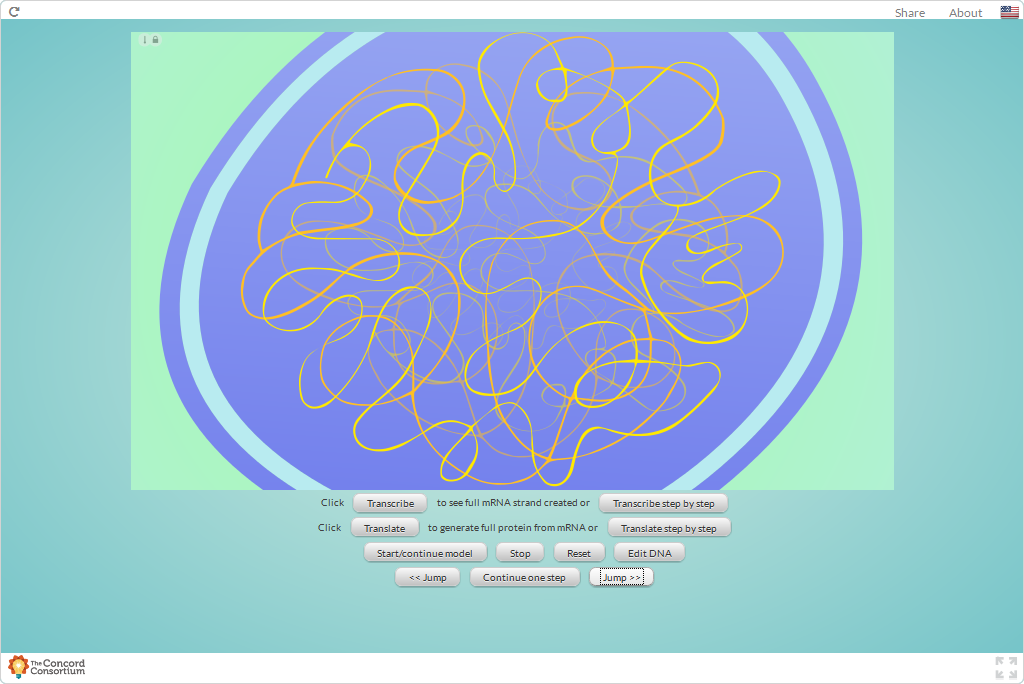 Share About
Click Transcribe to see full mRNA strand created or Transcribe step by step
Click Translate to generate full protein from mRNA or Translate step by step
Start/continue model Stop Reset Edit DNA
<< Jump Continue one step Jump >>
The Concord
Consortium